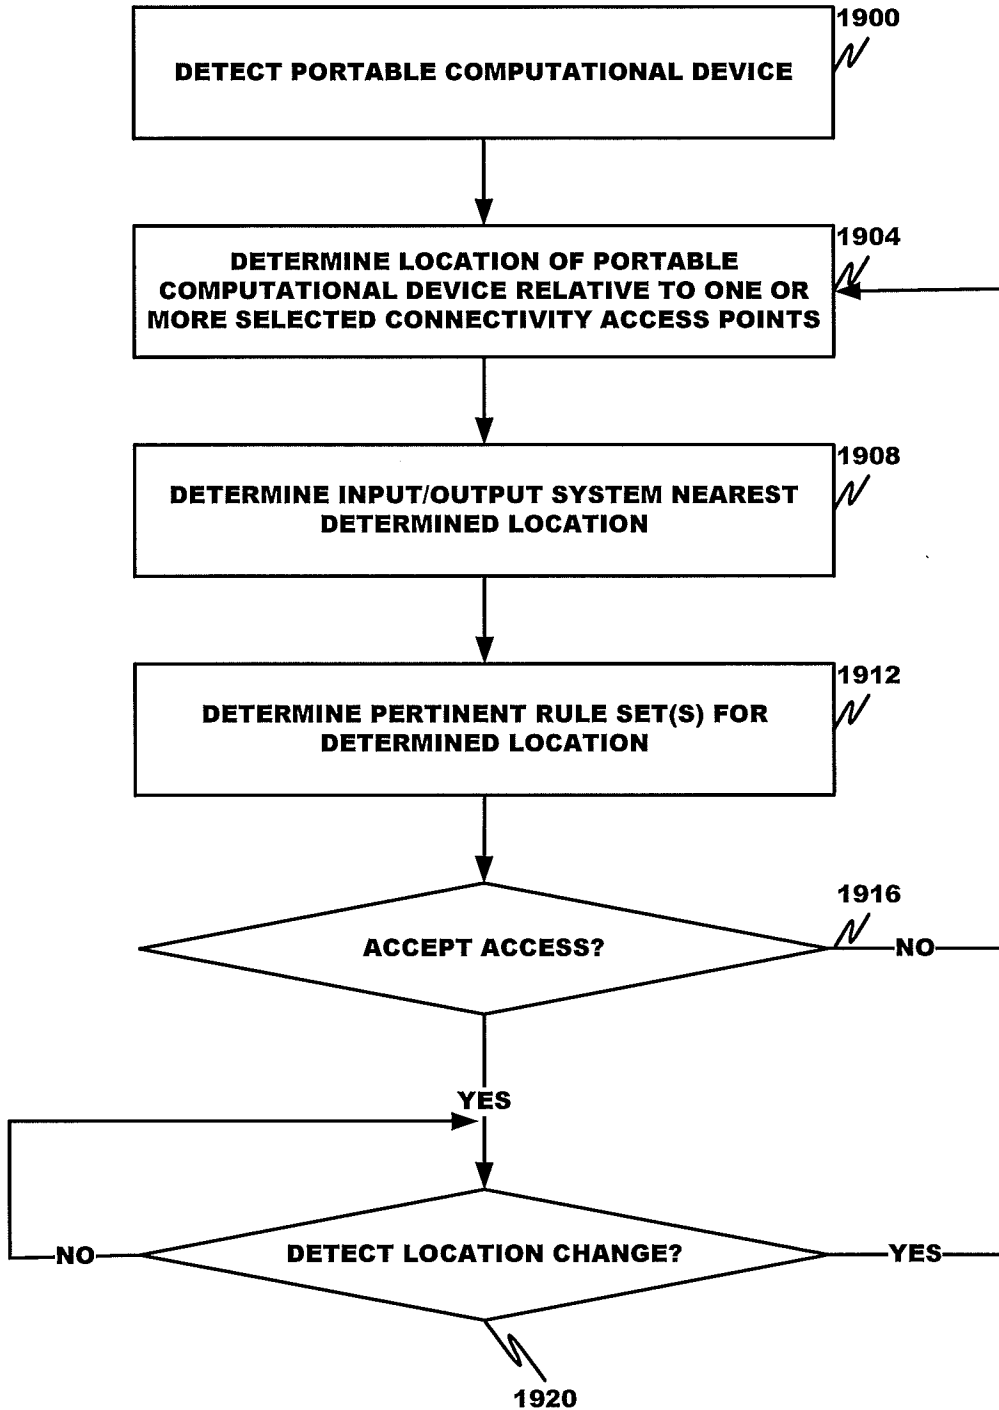 1900
DETECT PORTABLE COMPUTATIONAL DEVICE
1904
DETERMINE LOCATION OF PORTABLE
COMPUTATIONAL DEVICE RELATIVE TO ONE OR
MORE SELECTED CONNECTIVITY ACCESS POINTS
1908
DETERMINE INPUT/OUTPUT SYSTEM NEAREST
DETERMINED LOCATION
1912
DETERMINE PERTINENT RULE SET(S) FOR
DETERMINED LOCATION
1916
ACCEPT ACCESS?
NO
YES
NO
DETECT LOCATION CHANGE?
YES
1920